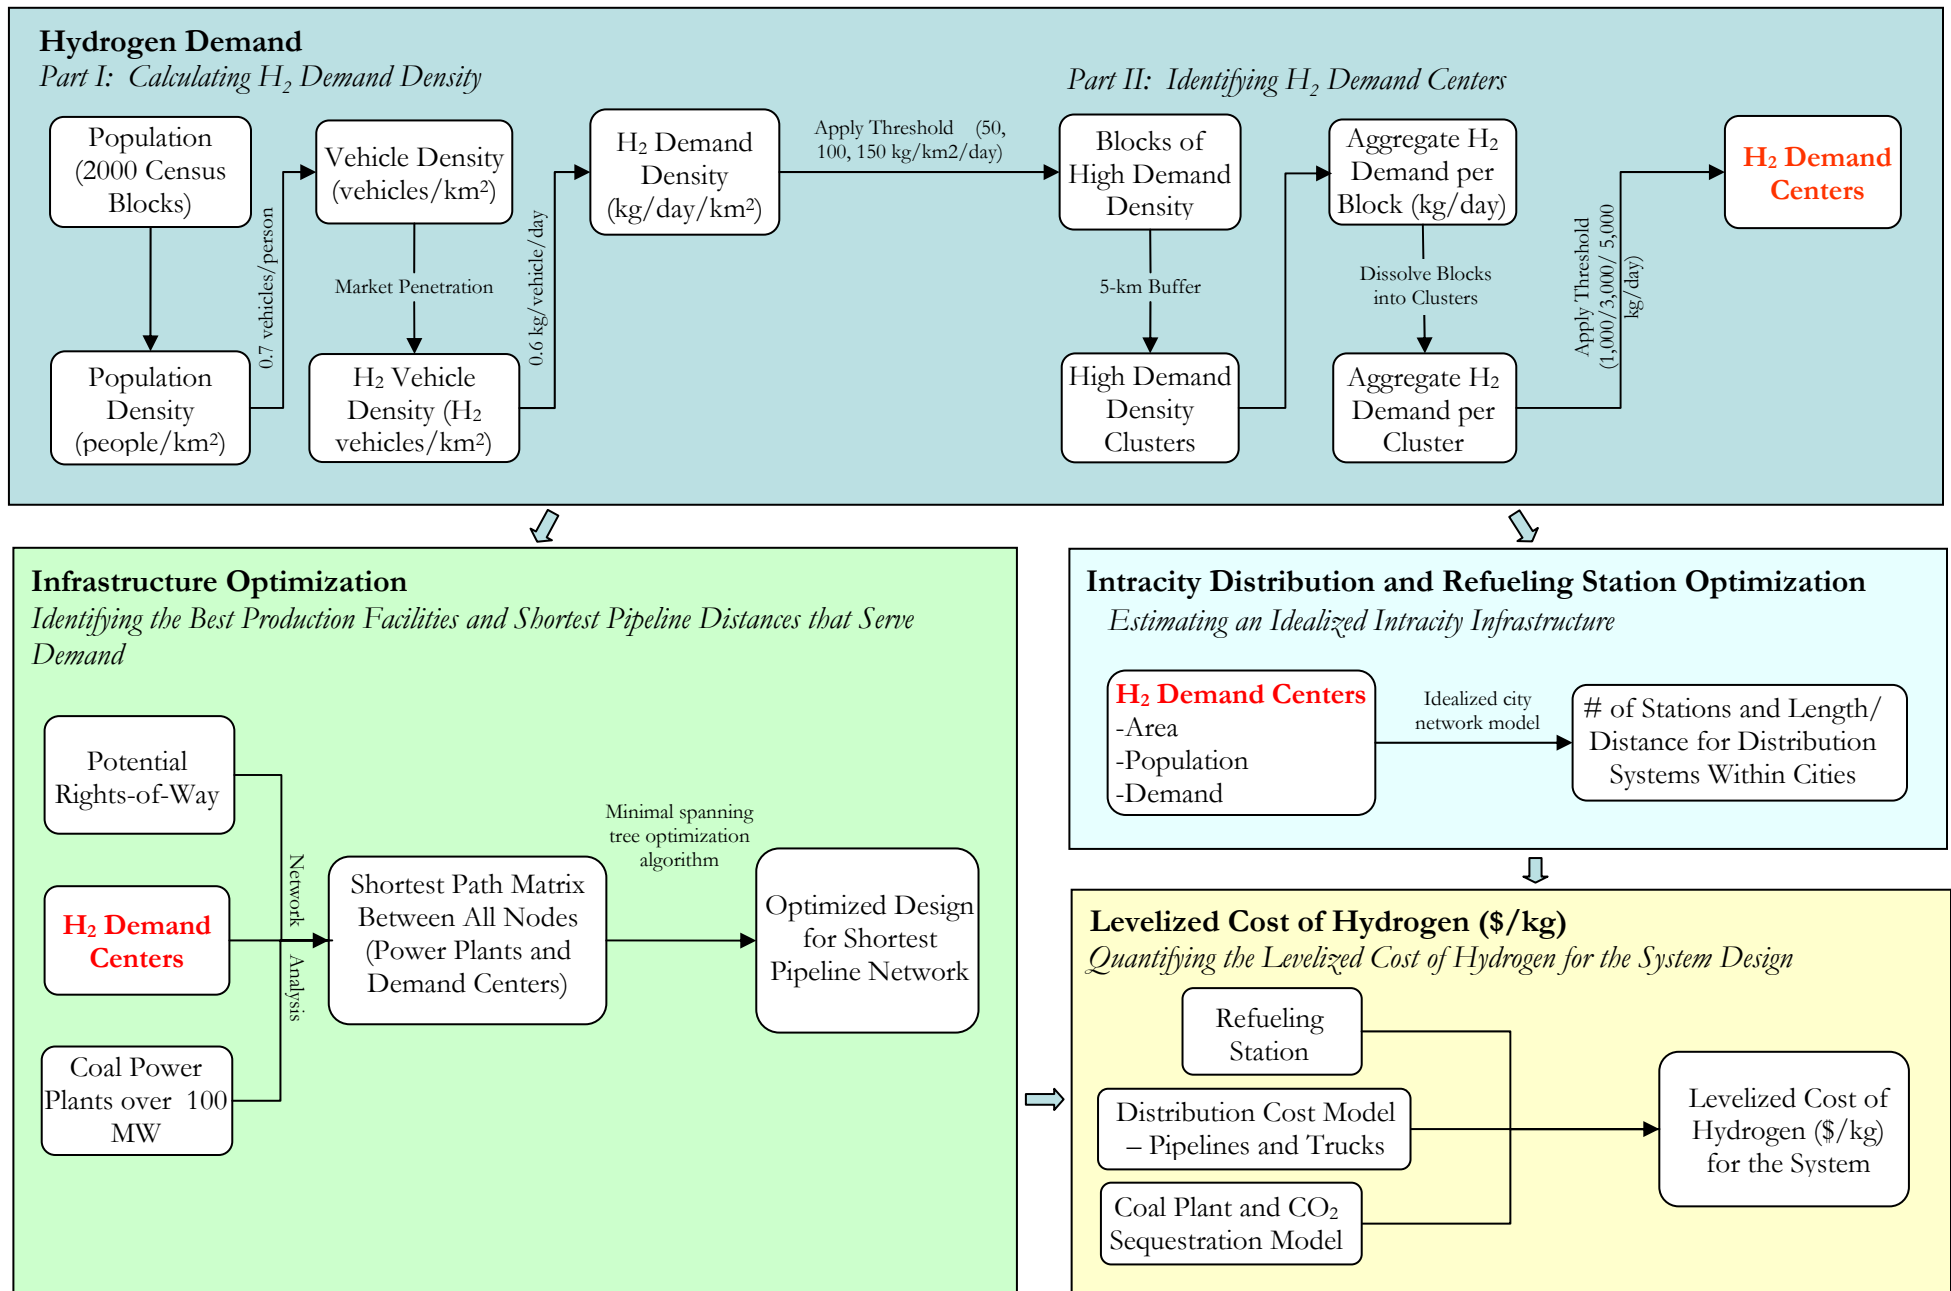 Hydrogen Demand
Part I: Calculating H₂ Demand Density
Part II: Identifying H₂ Demand Centers
Population
(2000 Census
Blocks)
Population
Density
(people/km²)
0.7 vehicles/person
Vehicle Density
(vehicles/km²)
Market Penetration
H₂ Vehicle
Density (H₂
vehicles/km²)
0.6 kg/vehicle/day
H₂ Demand
Density
(kg/day/km²)
Apply Threshold (50,
100, 150 kg/km2/day)
Blocks of
High Demand
Density
5-km Buffer
High Demand
Density
Clusters
Aggregate H₂
Demand per
Block (kg/day)
Dissolve Blocks
into Clusters
Aggregate H₂
Demand per
Cluster
Apply Threshold
(1,000/3,000/ 5,000
kg/day)
H₂ Demand
Centers
Infrastructure Optimization
Identifying the Best Production Facilities and Shortest Pipeline Distances that Serve
Demand
Potential
Rights-of-Way
H₂ Demand
Centers
Coal Power
Plants over 100
MW
Network Analysis
Shortest Path Matrix
Between All Nodes
(Power Plants and
Demand Centers)
Minimal spanning
tree optimization
algorithm
Optimized Design
for Shortest
Pipeline Network
Intracity Distribution and Refueling Station Optimization
Estimating an Idealized Intracity Infrastructure
H₂ Demand Centers
-Area
-Population
-Demand
Idealized city
network model
# of Stations and Length/
Distance for Distribution
Systems Within Cities
Levelized Cost of Hydrogen ($/kg)
Quantifying the Levelized Cost of Hydrogen for the System Design
Refueling
Station
Distribution Cost Model
– Pipelines and Trucks
Coal Plant and CO₂
Sequestration Model
Levelized Cost of
Hydrogen ($/kg)
for the System